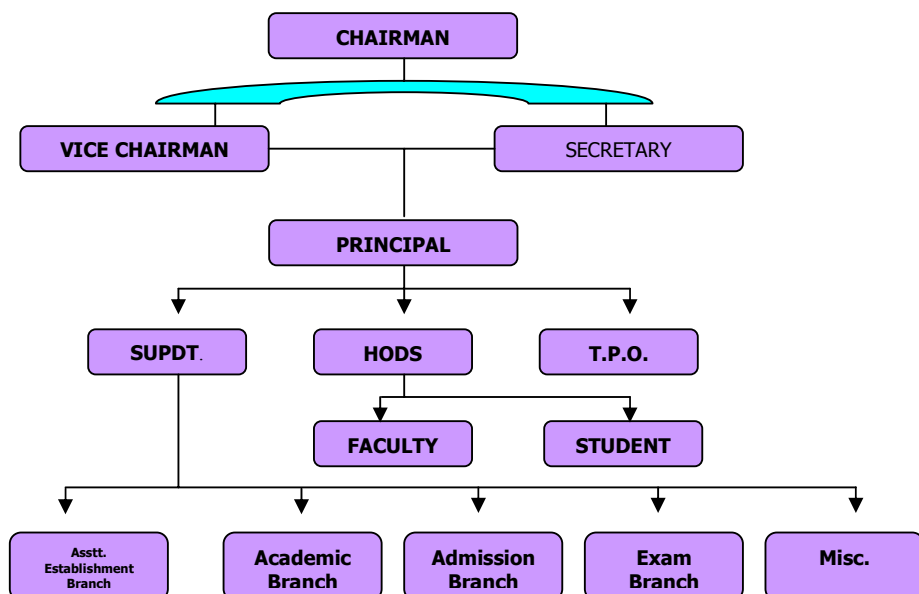 CHAIRMAN
VICE CHAIRMAN
SECRETARY
PRINCIPAL
SUPDT.
HODS
T.P.O.
FACULTY
STUDENT
Asstt.
Establishment
Branch
Academic
Branch
Admission
Branch
Exam
Branch
Misc.